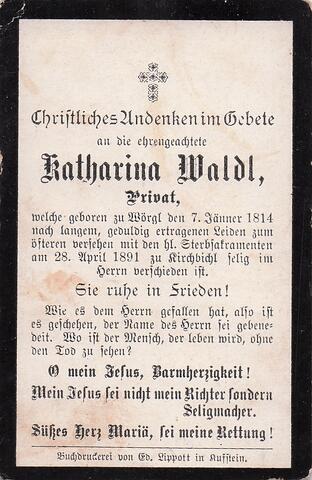 Christliches Andenken im Gebete
an die ehrengeachtete
Katharina Waldl,
Privat,
welche geboren zu Wörgl den 7. Jänner 1814
nach langem, geduldig ertragenen Leiden zum
öfteren versehen mit den hl. Sterbsakramenten
am 28. April 1891 zu Kirchbichl selig im
Herrn verschieden ist.
Sie ruhe in Frieden!
Wie es dem Herrn gefallen hat, also ist
es geschehen, der Name des Herrn sei gebene-
deit. Wo ist der Mensch, der leben wird, ohne
den Tod zu sehen?
O mein Jesus, Barmherzigkeit!
Mein Jesus sei nicht mein Richter sondern
Seligmacher.
Süßes Herz Mariä, sei meine Rettung!
Buchdruckerei von Ed. Lippott in Kufstein.